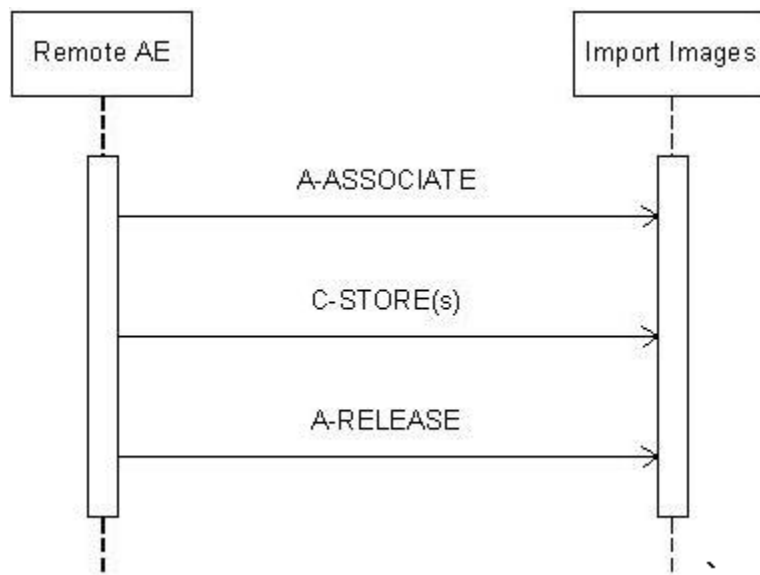 Remote AE
Import Images
A-ASSOCIATE
C-STORE(s)
A-RELEASE
`